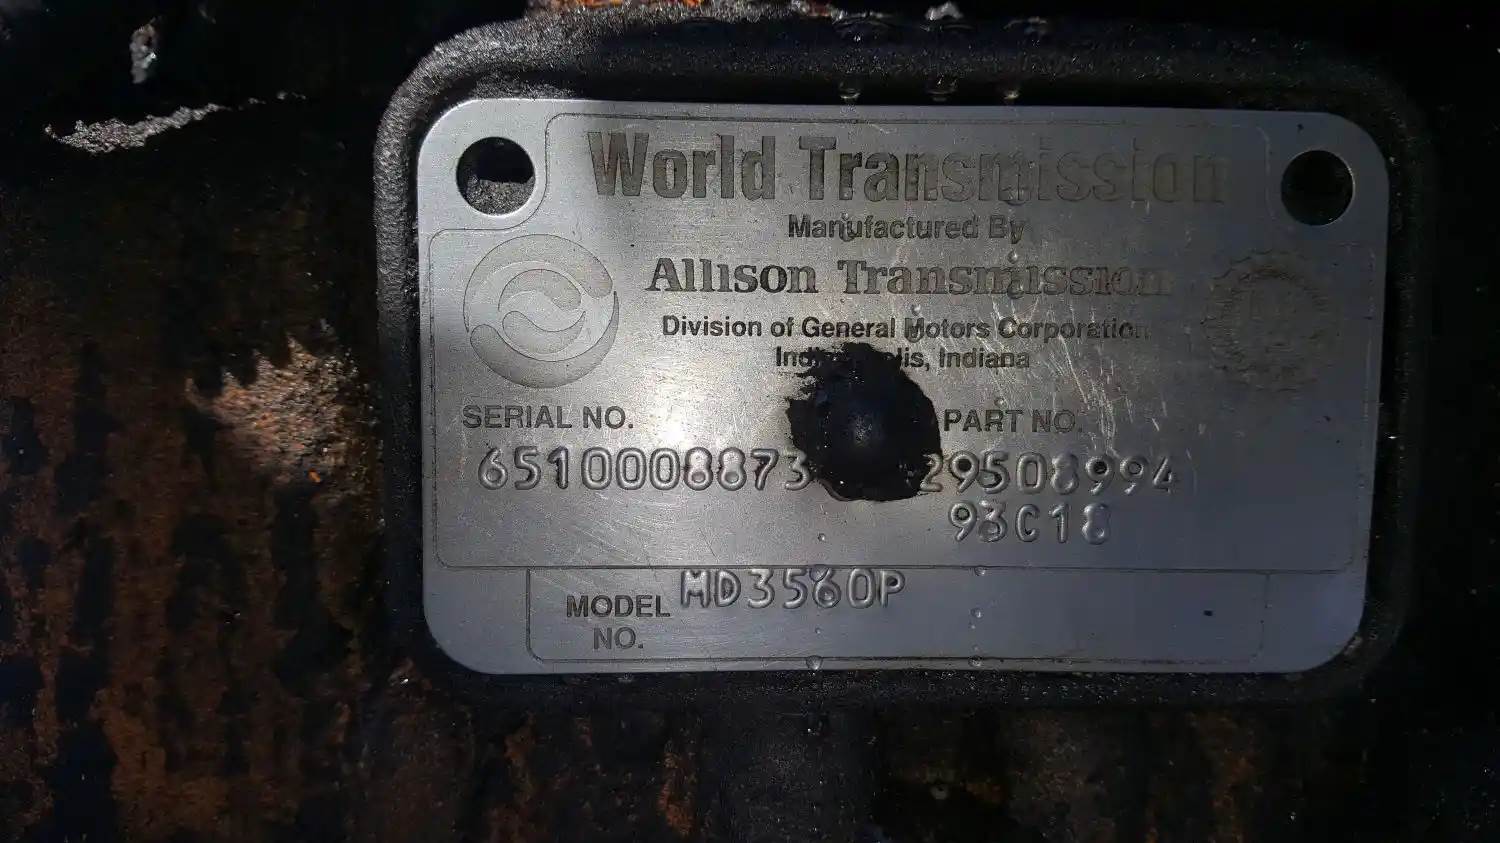 World Transmission
Manufactured By
Allison Transmission
Division of General Motors Corporation
Indiana
SERIAL NO. PART NO.
6510008873 29508994
93C18
MODEL NO. MD3560P